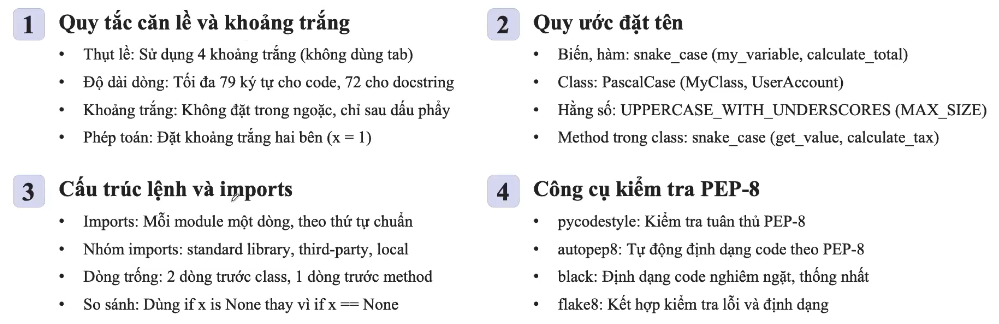 1 Quy tắc căn lề và khoảng trắng
• Thụt lề: Sử dụng 4 khoảng trắng (không dùng tab)
• Độ dài dòng: Tối đa 79 ký tự cho code, 72 cho docstring
• Khoảng trắng: Không đặt trong ngoặc, chỉ sau dấu phẩy
• Phép toán: Đặt khoảng trắng hai bên (x = 1)
2 Quy ước đặt tên
• Biến, hàm: snake_case (my_variable, calculate_total)
• Class: PascalCase (MyClass, UserAccount)
• Hằng số: UPPERCASE_WITH_UNDERSCORES (MAX_SIZE)
• Method trong class: snake_case (get_value, calculate_tax)
3 Cấu trúc lệnh và imports
• Imports: Mỗi module một dòng, theo thứ tự chuẩn
• Nhóm imports: standard library, third-party, local
• Dòng trống: 2 dòng trước class, 1 dòng trước method
• So sánh: Dùng if x is None thay vì if x == None
4 Công cụ kiểm tra PEP-8
• pycodestyle: Kiểm tra tuân thủ PEP-8
• autopep8: Tự động định dạng code theo PEP-8
• black: Định dạng code nghiêm ngặt, thống nhất
• flake8: Kết hợp kiểm tra lỗi và định dạng